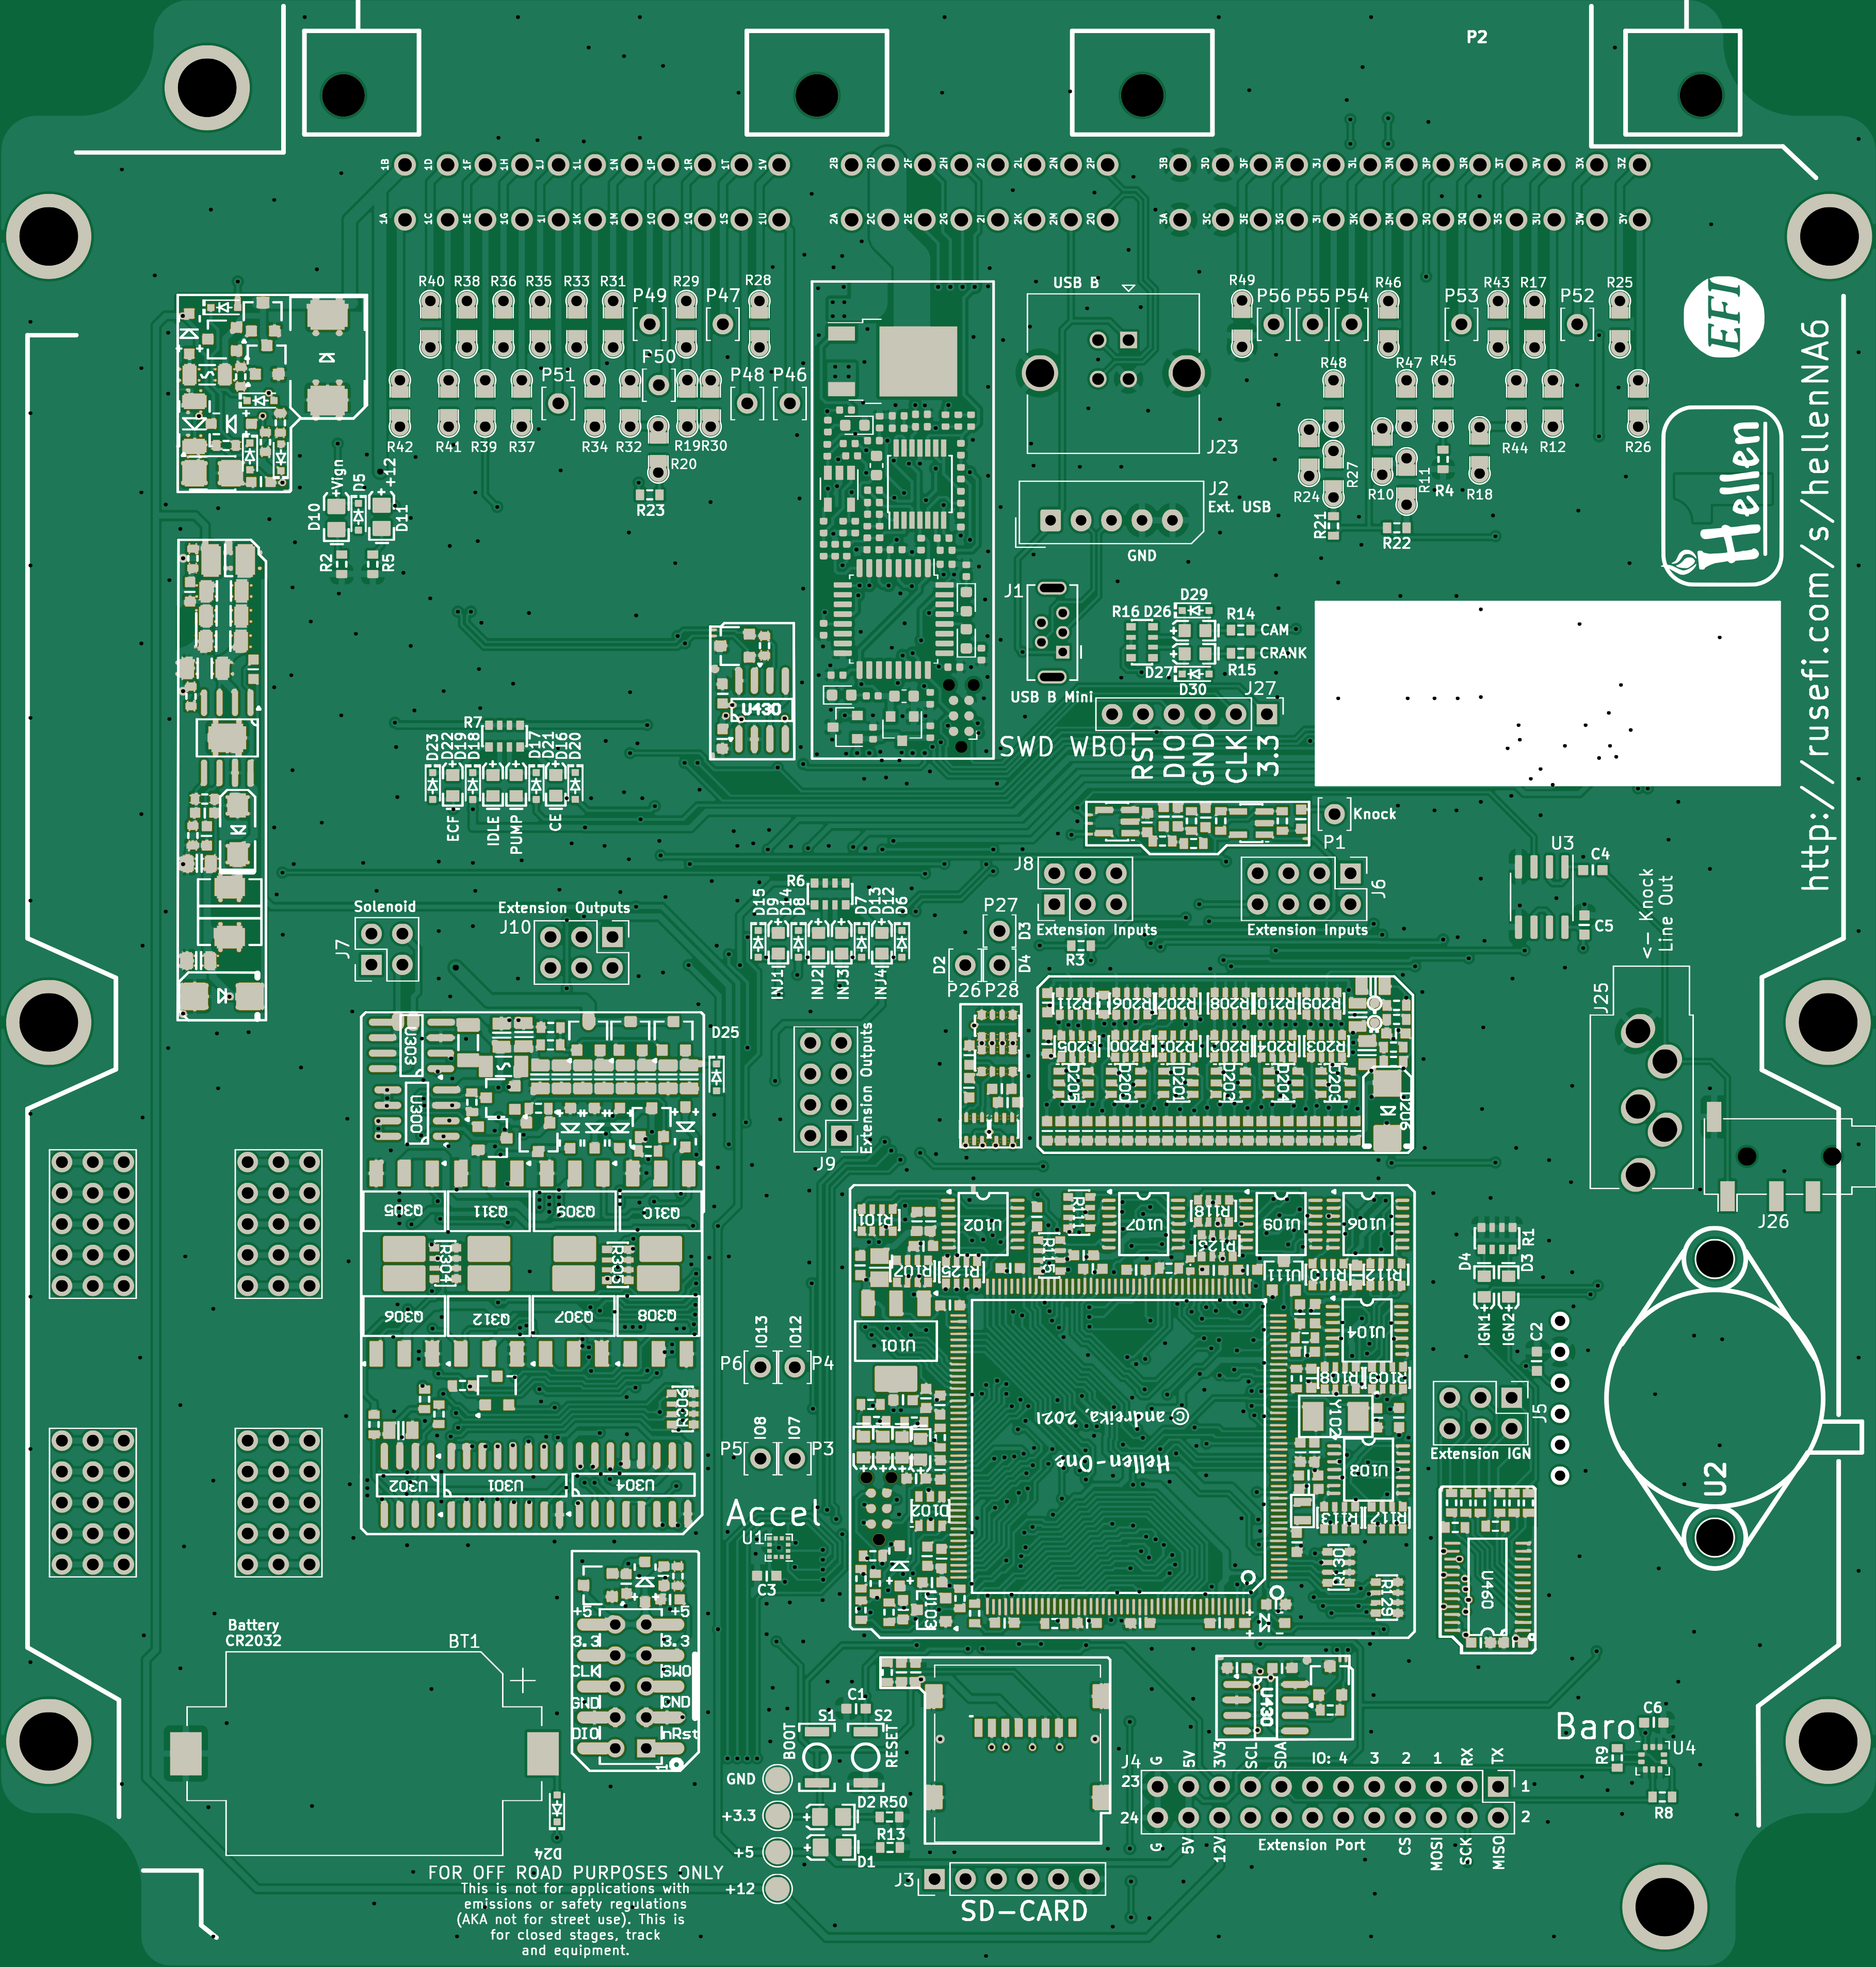 P2
1B 1D 1F 1H 1J 1L 1N 1P 1R 1T 1V
2B 2D 2F 2H 2J 2L 2N 2P
3B 3D 3F 3H 3J 3L 3N 3P 3R 3T 3V 3X 3Z
1A 1C 1E 1G 1I 1K 1M 1O 1Q 1S 1U
2A 2C 2E 2G 2I 2K 2M 2O
3A 3C 3E 3G 3I 3K 3M 3O 3Q 3S 3U 3W 3Y
R40 R38 R36 R35 R33 R31 P49 R29 P47 R28
USB B
R49 P56 P55 P54 R46 P53 R43 R17 P52 R25
EFI
P51 P50 P48 P46
R48 R47 R45
R42 R41 R39 R37 R34 R32 R19 R30
R20
R23
J23
R24 R27 R10 R11 R4 R18 R44 R12 R26
R21 R22
Hellen
http://rusefi.com/s/hellenNA6
+Vign D5 +12
D10 D11
R2 R5
J2
Ext. USB
GND
J1
USB B Mini
R16 D26 D29 R14 CAM
CRANK
D27 D30 R15
J27
SWD WBO
RST
DIO
GND
CLK
3.3
U430
R7
D23 D22 D19 D18 D17 D21 D16 D20
ECF IDLE PUMP CE
Knock
P1
J8 J6
Extension Inputs
Extension Inputs
U3 C4
C5
<- Knock
Line Out
Solenoid
J7
Extension Outputs
J10
R6
D15 D9 D14 D8 D7 D13 D12 D6
INJ1 INJ2 INJ3 INJ4
P27
D3
D2 D4
P26 P28
R3
J25
J26
U303
U300
D25
Extension Outputs
J9
R211 R206 R207 R208 R210 R209
R205 R200 R201 R202 R204 R203
D205 D200 D201 D202 D204 D203
U206
Q305 Q311 Q309 Q310
R304 R305
Q306 Q312 Q307 Q308
R309
U302 U301 U304
R101 U102 R111 U107 R118 U109 U106
R115 R123
R107 R125 U111 R110 R112
U101 U104
R108 R109
Y102
U108
D102
R113 R117
R130
R129
U103
© andreika, 2021
Hellen-One
P6 IO13 IO12 P4
P5 IO8 IO7 P3
Accel
U1
C3
R1
D4 D3
IGN1 IGN2
C2
J5
Extension IGN
U460
U2
Battery
CR2032
BT1
D24
+5 +5
3.3 3.3
CLK SWO
GND GND
DIO nRst
1
C1
S1 S2
BOOT RESET
GND
+3.3
+5
+12
D2 R50
R13
D1
J3
SD-CARD
U430
J4
G 5V 3V3 SCL SDA IO: 4 3 2 1 RX TX
23 1
24 2
G 5V 12V Extension Port CS MOSI SCK MISO
Baro
C6
R9 U4
R8
FOR OFF ROAD PURPOSES ONLY
This is not for applications with
emissions or safety regulations
(AKA not for street use). This is
for closed stages, track
and equipment.